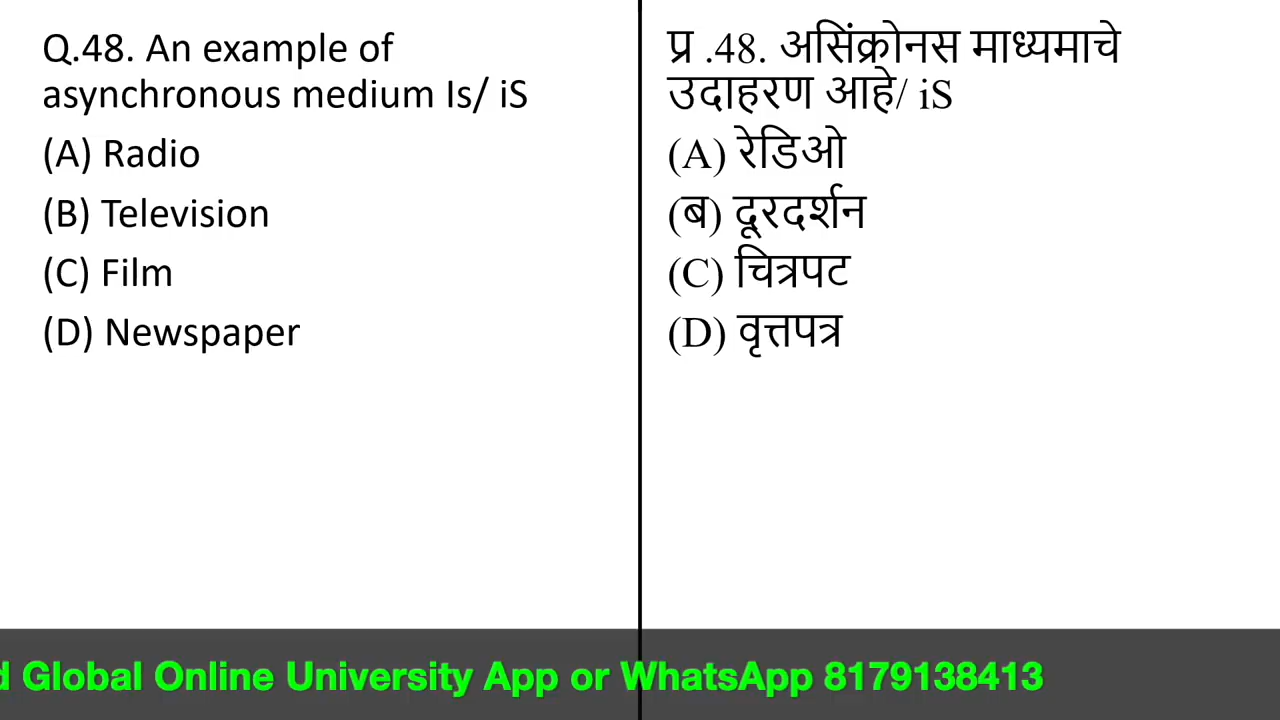 Q.48. An example of
asynchronous medium Is/ iS
(A) Radio
(B) Television
(C) Film
(D) Newspaper
प्र .48. असिंक्रोनस माध्यमाचे
उदाहरण आहे/ iS
(A) रेडिओ
(ब) दूरदर्शन
(C) चित्रपट
(D) वृत्तपत्र
d Global Online University App or WhatsApp 8179138413